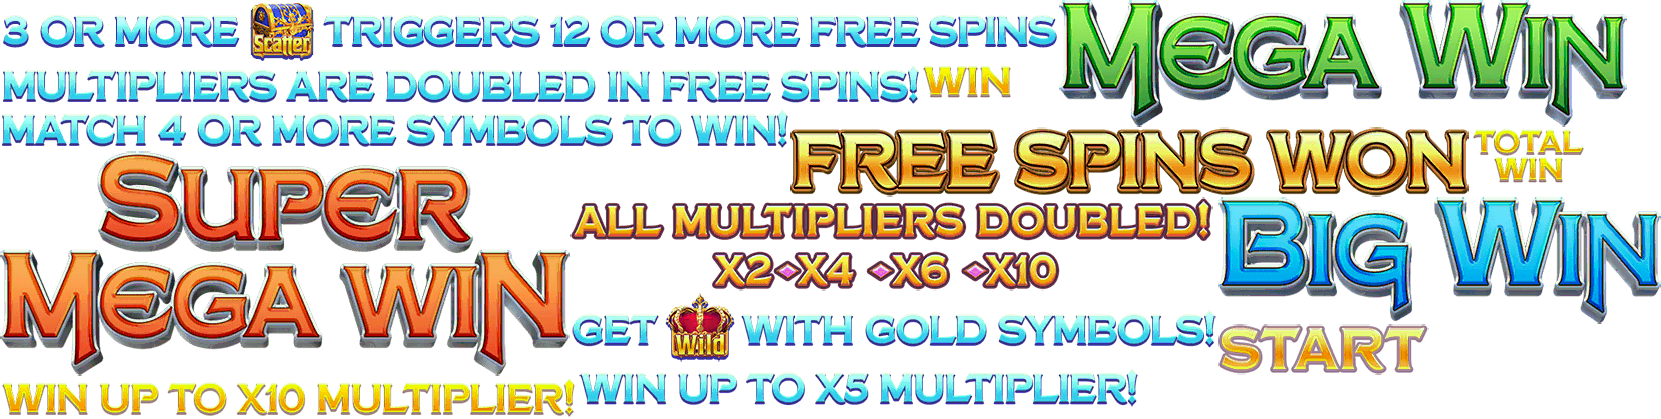 3 OR MORE Scatter TRIGGERS 12 OR MORE FREE SPINS
MEGA WIN
MULTIPLIERS ARE DOUBLED IN FREE SPINS!
WIN
MATCH 4 OR MORE SYMBOLS TO WIN!
FREE SPINS WON
TOTAL
WIN
SUPER
MEGA WIN
ALL MULTIPLIERS DOUBLED!
X2 X4 X6 X10
BIG WIN
GET Wild WITH GOLD SYMBOLS!
START
WIN UP TO X10 MULTIPLIER!
WIN UP TO X5 MULTIPLIER!